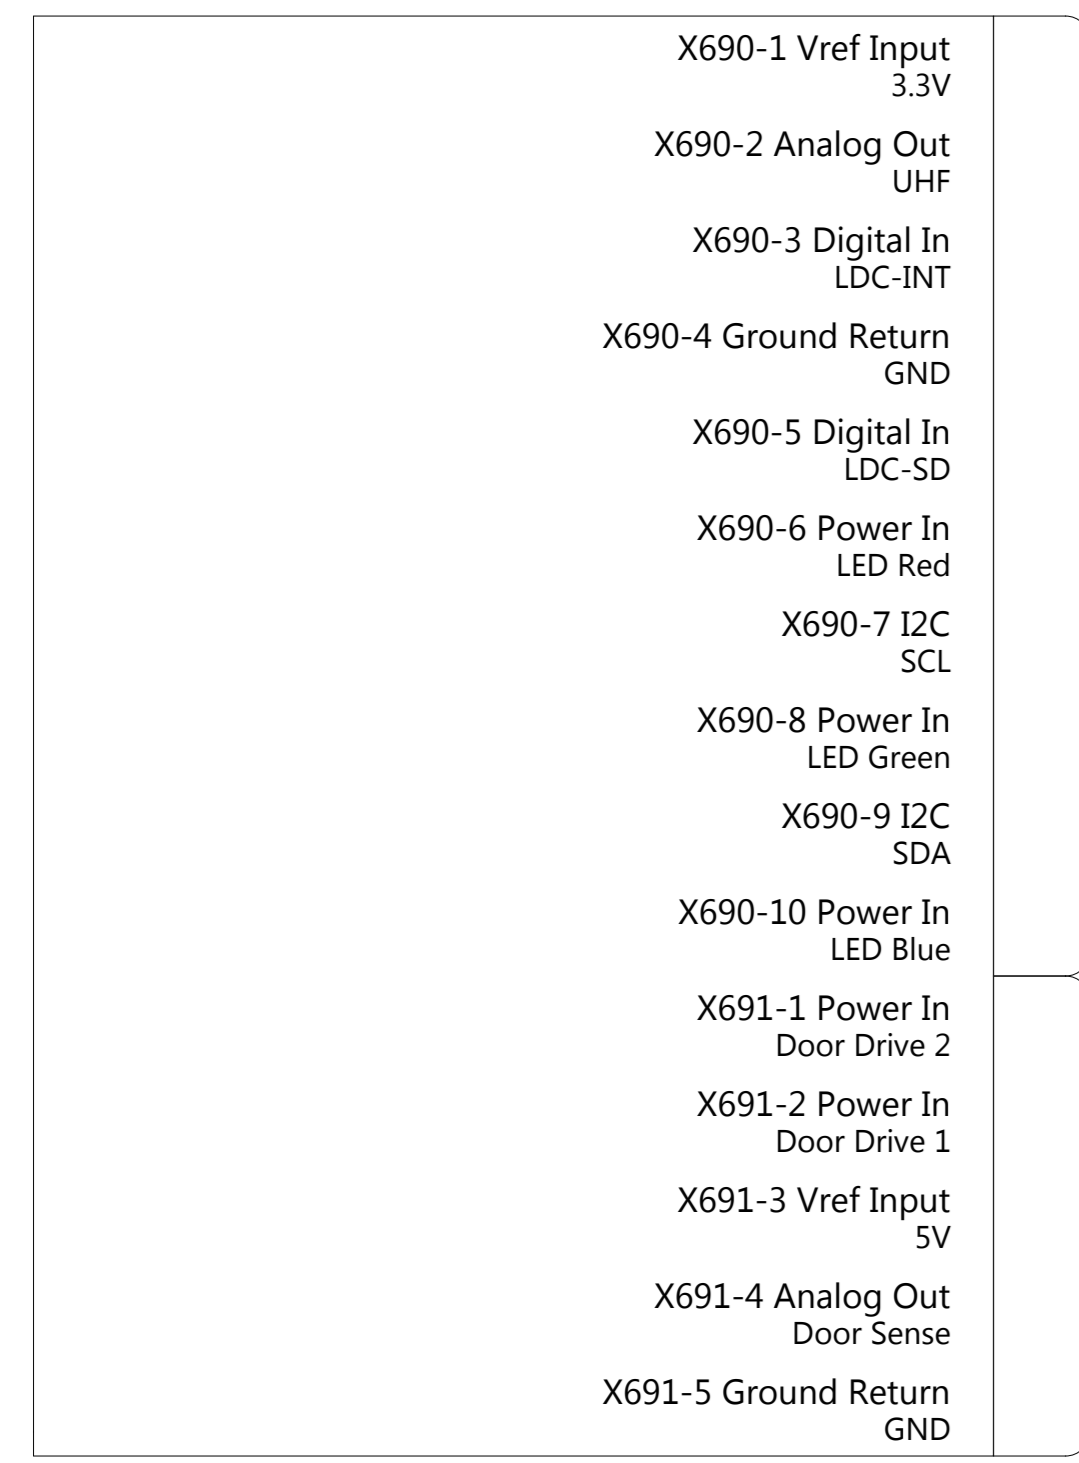 X690-1 Vref Input
3.3V
X690-2 Analog Out
UHF
X690-3 Digital In
LDC-INT
X690-4 Ground Return
GND
X690-5 Digital In
LDC-SD
X690-6 Power In
LED Red
X690-7 I2C
SCL
X690-8 Power In
LED Green
X690-9 I2C
SDA
X690-10 Power In
LED Blue
X691-1 Power In
Door Drive 2
X691-2 Power In
Door Drive 1
X691-3 Vref Input
5V
X691-4 Analog Out
Door Sense
X691-5 Ground Return
GND